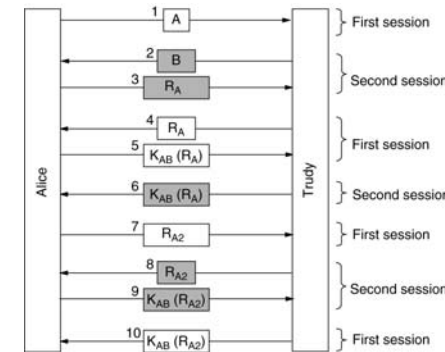 1 A First session
2 B
Second session
3 R_A
4 R_A
First session
5 K_AB (R_A)
Alice
Trudy
6 K_AB (R_A) Second session
7 R_A2 First session
8 R_A2
Second session
9 K_AB (R_A2)
10 K_AB (R_A2) First session